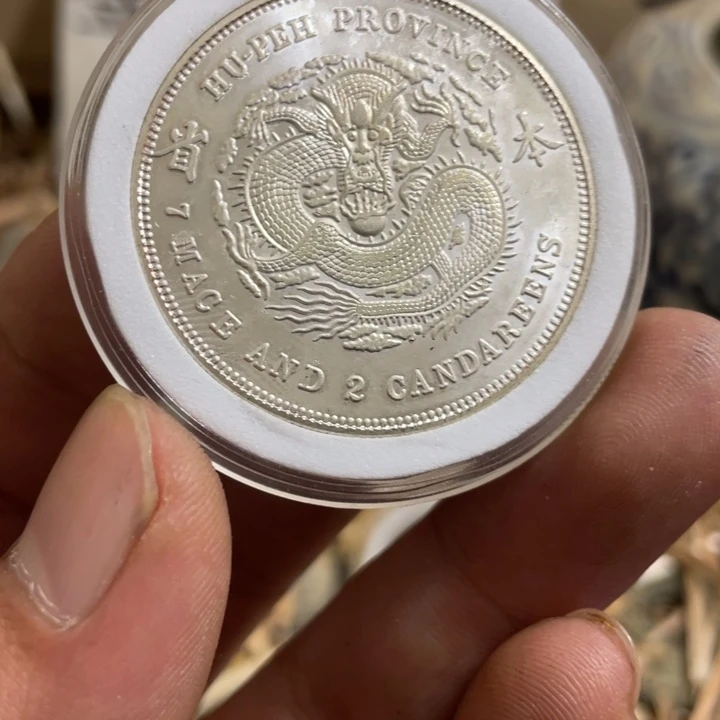 HU-PEH PROVINCE
本
省
7 MACE AND 2 CANDAREENS